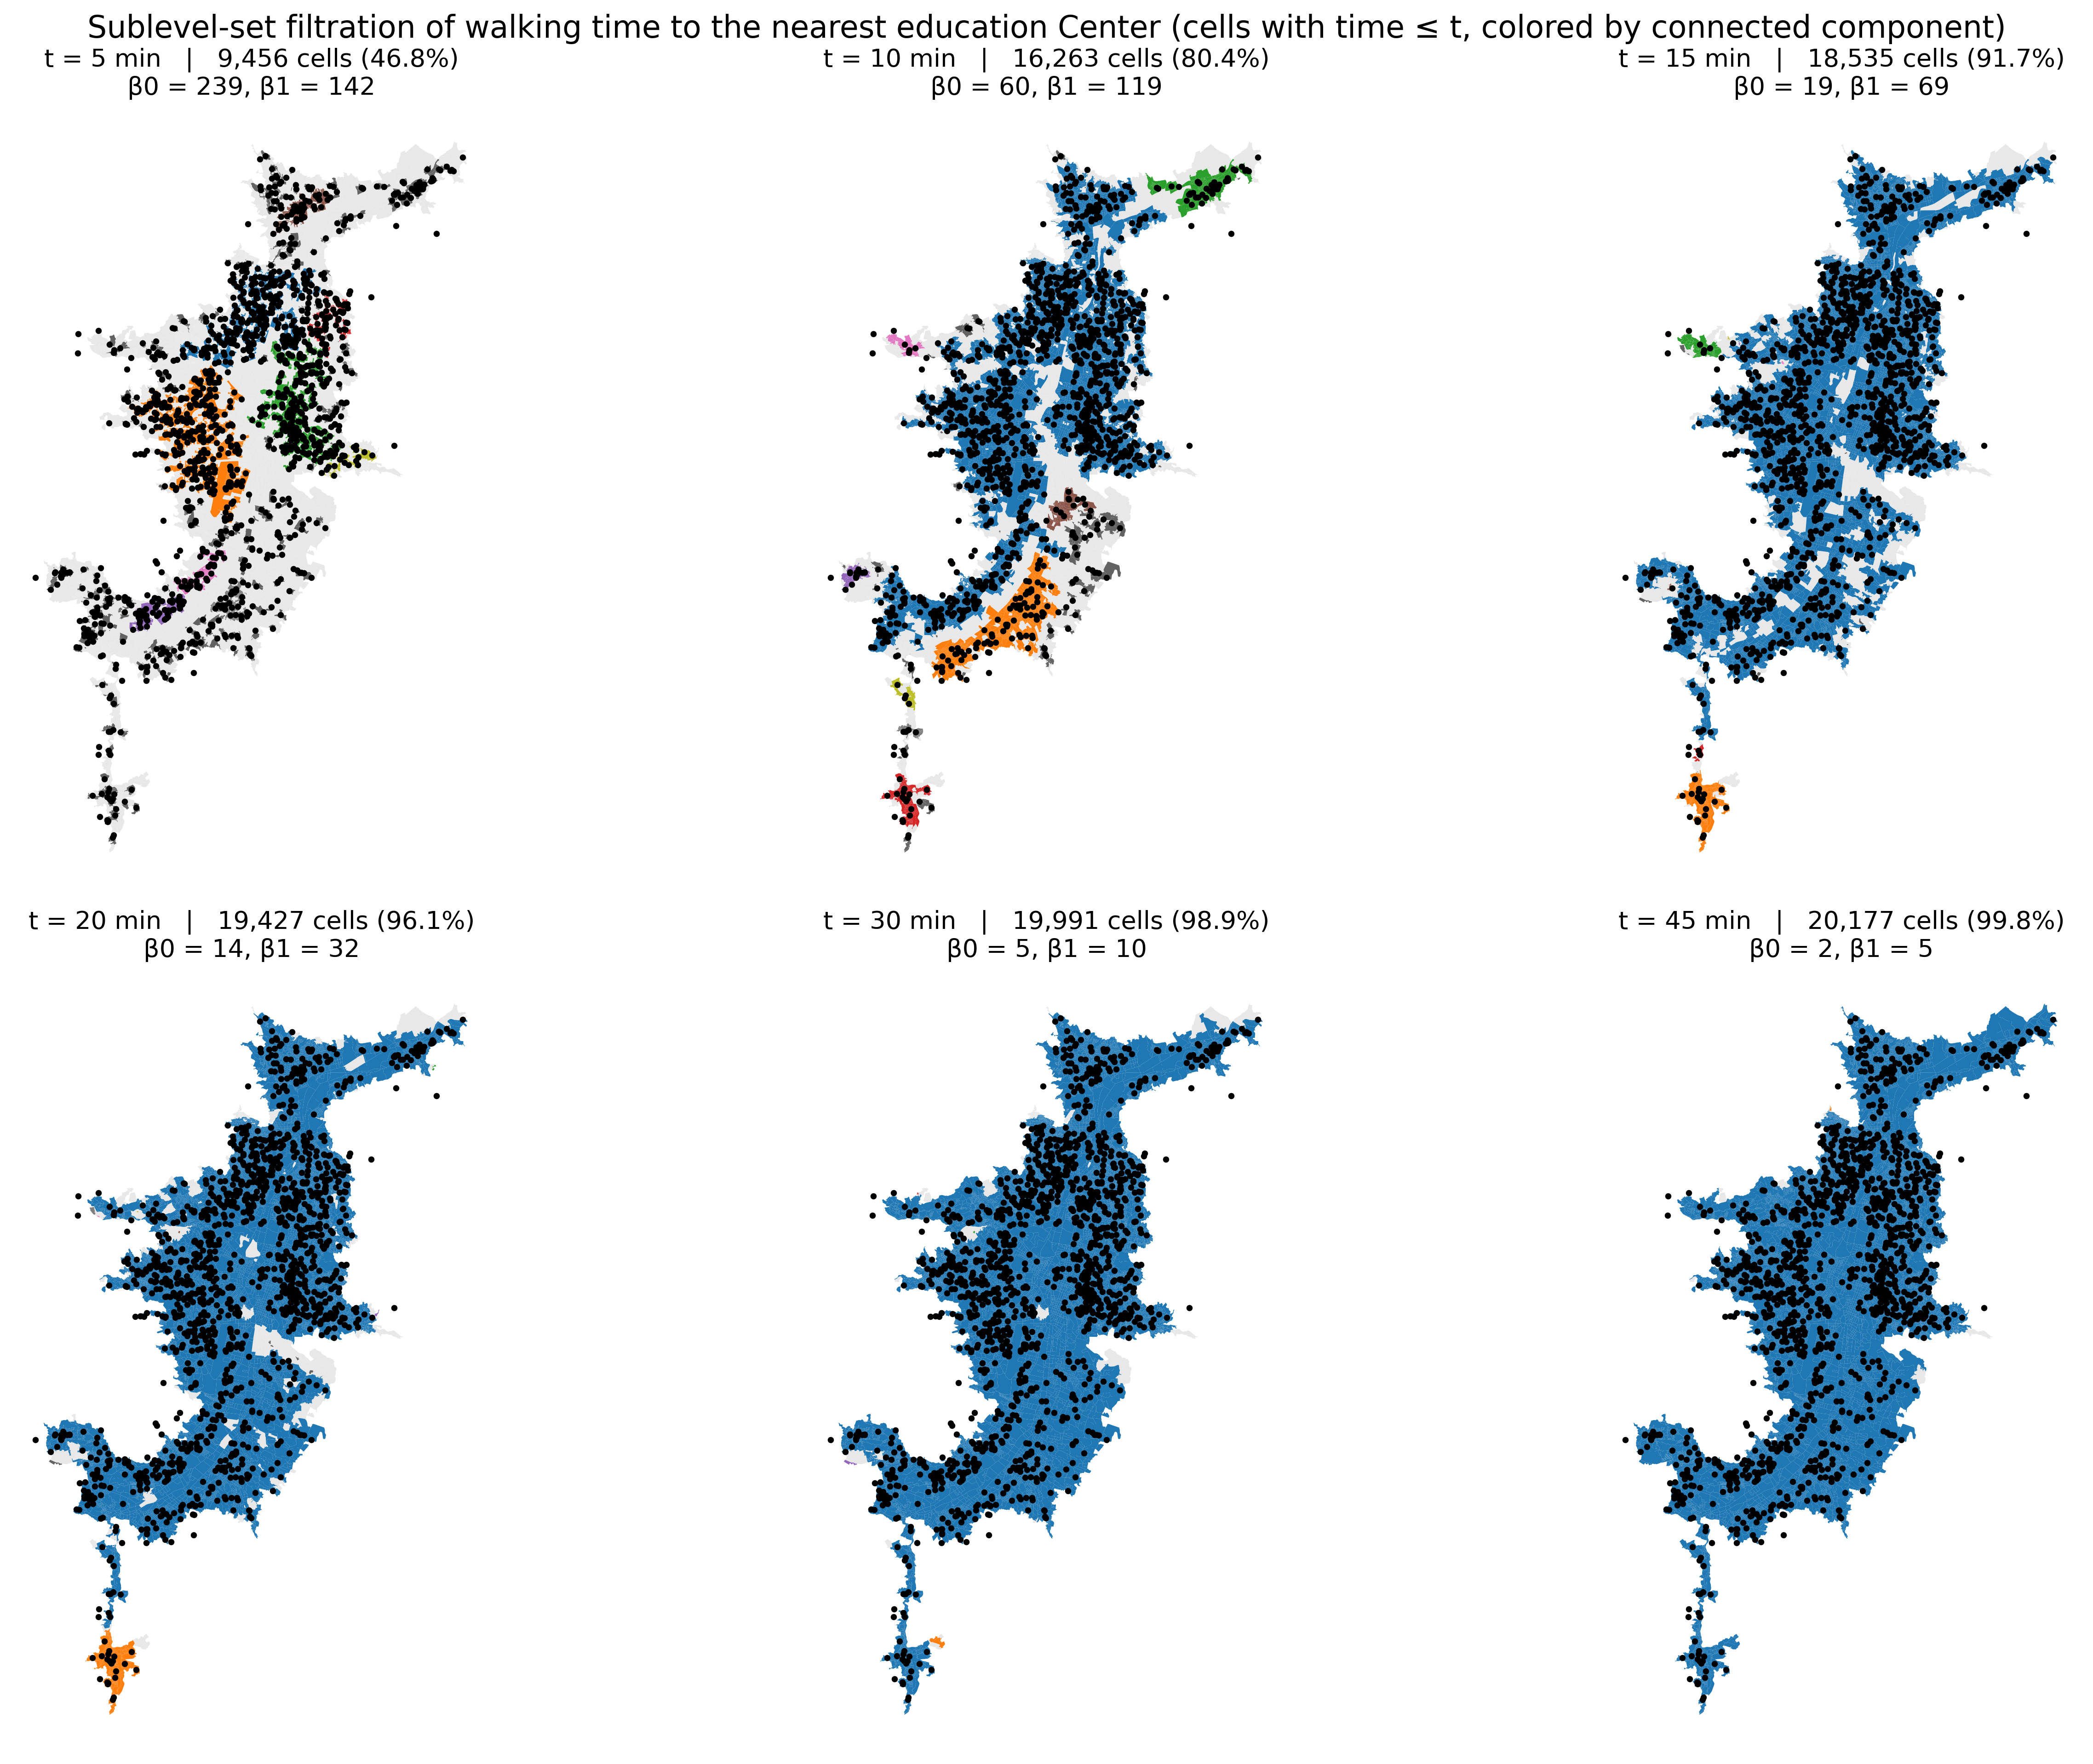 Sublevel-set filtration of walking time to the nearest education Center (cells with time ≤ t, colored by connected component)
t = 5 min | 9,456 cells (46.8%)
β0 = 239, β1 = 142
t = 10 min | 16,263 cells (80.4%)
β0 = 60, β1 = 119
t = 15 min | 18,535 cells (91.7%)
β0 = 19, β1 = 69
t = 20 min | 19,427 cells (96.1%)
β0 = 14, β1 = 32
t = 30 min | 19,991 cells (98.9%)
β0 = 5, β1 = 10
t = 45 min | 20,177 cells (99.8%)
β0 = 2, β1 = 5